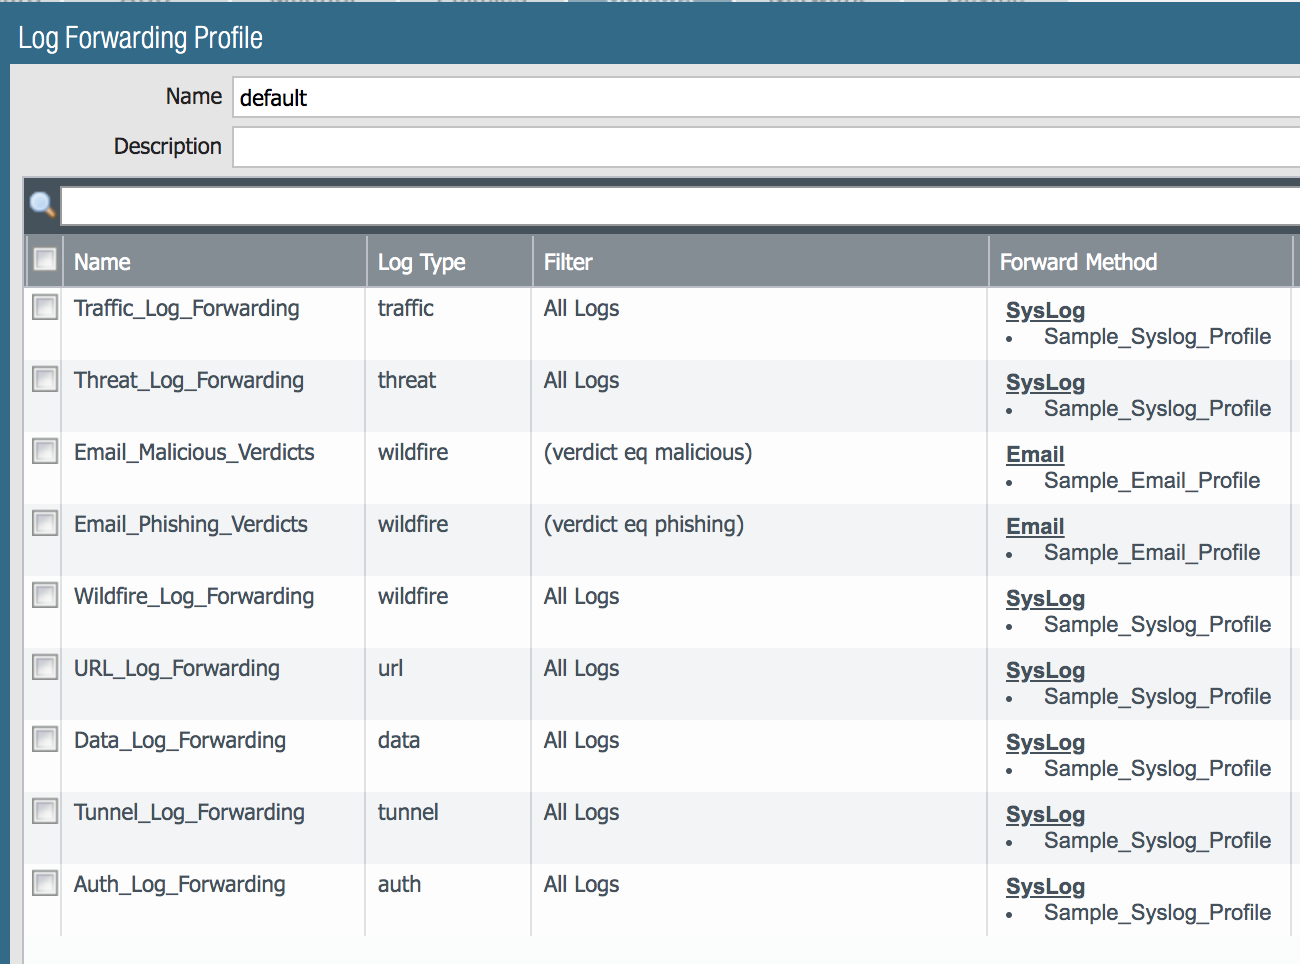 Log Forwarding Profile
Name default
Description
Name Log Type Filter Forward Method
Traffic_Log_Forwarding traffic All Logs SysLog
• Sample_Syslog_Profile
Threat_Log_Forwarding threat All Logs SysLog
• Sample_Syslog_Profile
Email_Malicious_Verdicts wildfire (verdict eq malicious) Email
• Sample_Email_Profile
Email_Phishing_Verdicts wildfire (verdict eq phishing) Email
• Sample_Email_Profile
Wildfire_Log_Forwarding wildfire All Logs SysLog
• Sample_Syslog_Profile
URL_Log_Forwarding url All Logs SysLog
• Sample_Syslog_Profile
Data_Log_Forwarding data All Logs SysLog
• Sample_Syslog_Profile
Tunnel_Log_Forwarding tunnel All Logs SysLog
• Sample_Syslog_Profile
Auth_Log_Forwarding auth All Logs SysLog
• Sample_Syslog_Profile